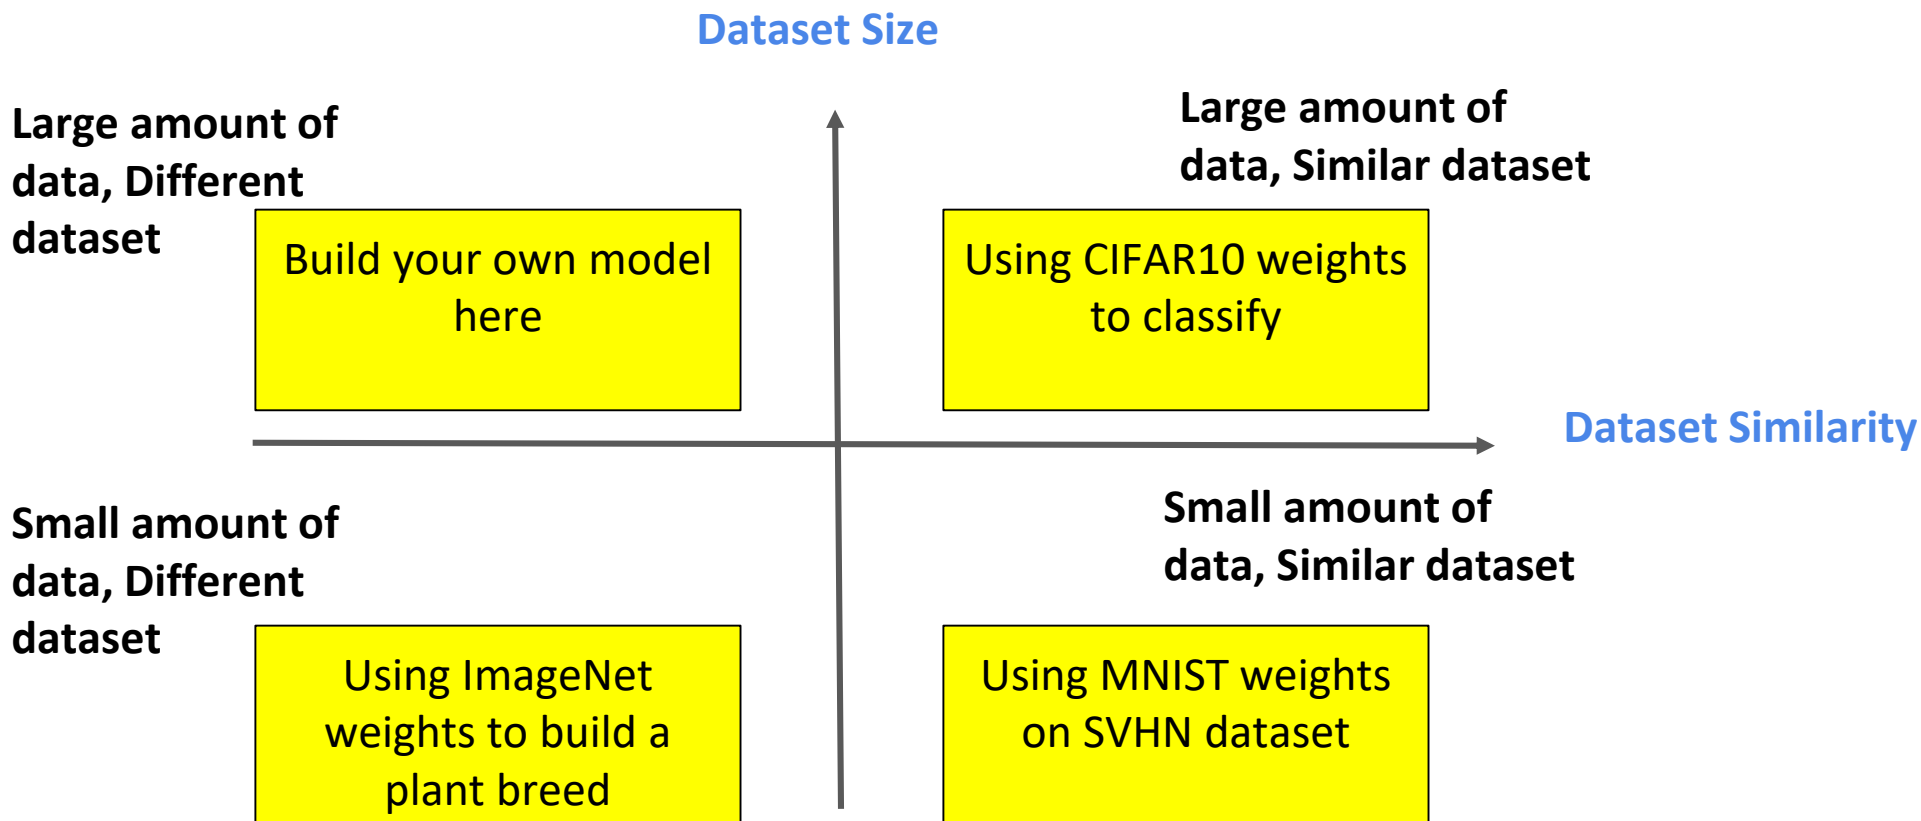 Dataset Size
Large amount of
data, Different
dataset
Large amount of
data, Similar dataset
Build your own model
here
Using CIFAR10 weights
to classify
Dataset Similarity
Small amount of
data, Different
dataset
Small amount of
data, Similar dataset
Using ImageNet
weights to build a
plant breed
Using MNIST weights
on SVHN dataset